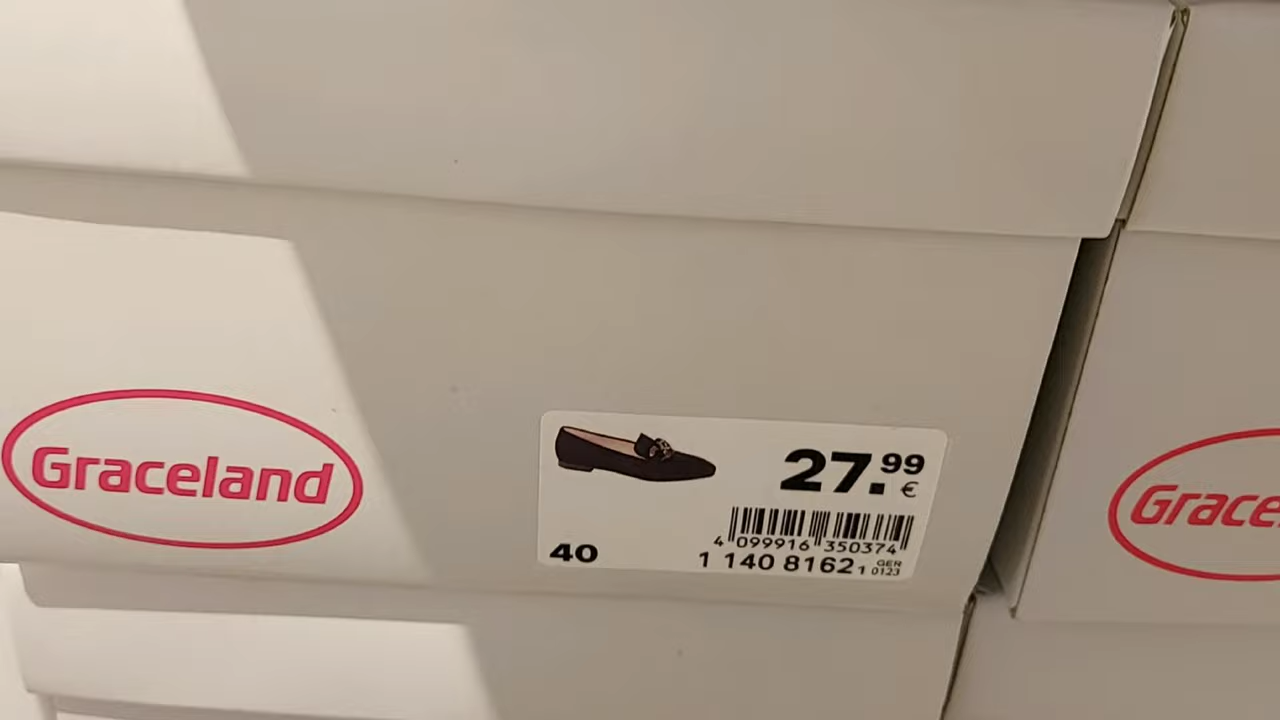 Graceland
27.99
€
4 099916 350374
40
1 140 8162 1 GER 0123
Grace